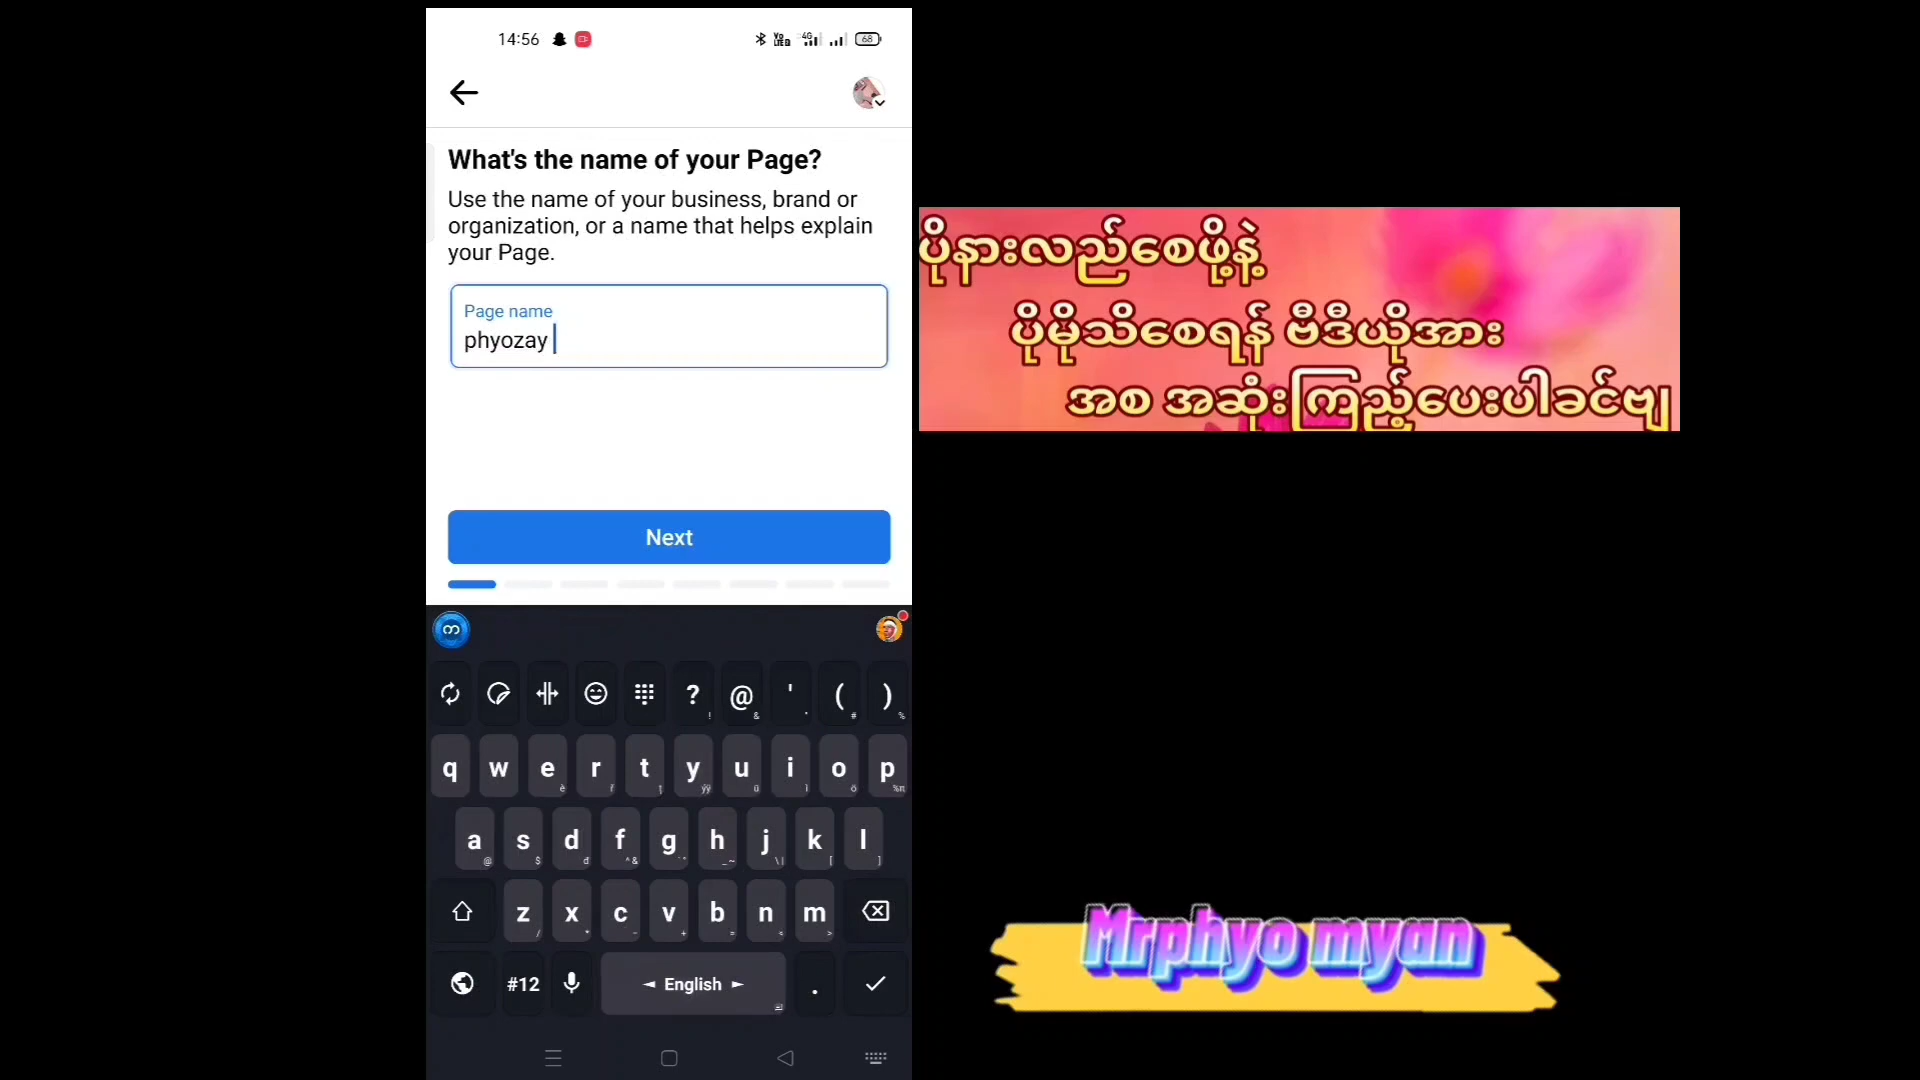 14:56
4G
68
What's the name of your Page?
Use the name of your business, brand or
organization, or a name that helps explain
your Page.
Page name
phyozay
Next
က
? @ ' ( )
q w e r t y u i o p
a s d f g h j k l
z x c v b n m
#12 English .
ပိုနားလည်စေဖို့နဲ့
ပိုမိုသိစေရန် ဗီဒီယိုအား
အစ အဆုံးကြည့်ပေးပါခင်ဗျ
Mrphyo myan